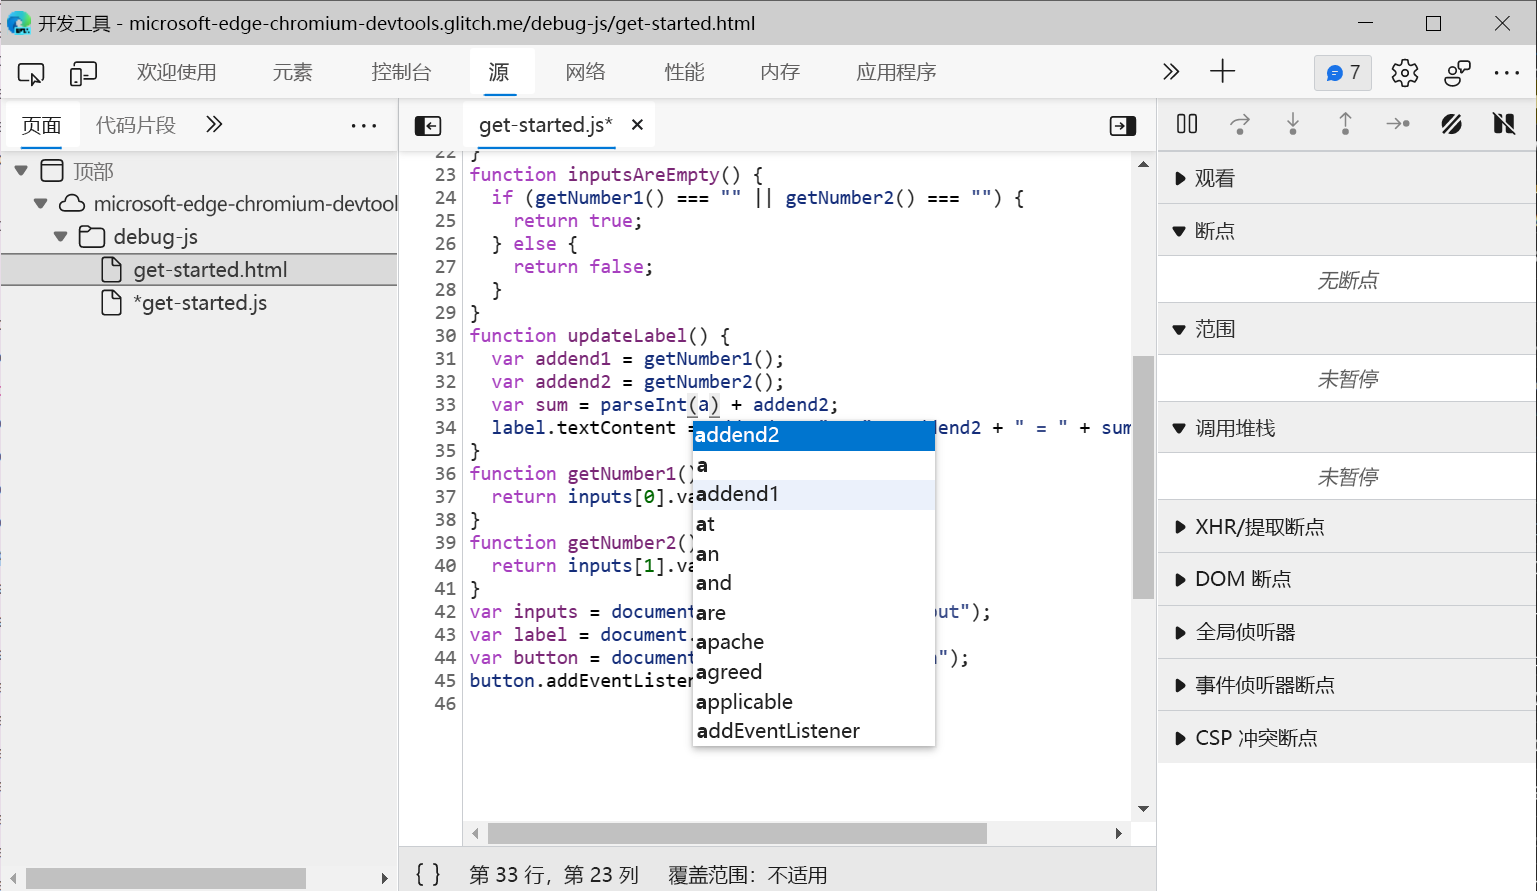 开发工具 - microsoft-edge-chromium-devtools.glitch.me/debug-js/get-started.html
欢迎使用 元素 控制台 源 网络 性能 内存 应用程序 7
页面 代码片段
顶部
microsoft-edge-chromium-devtool
debug-js
get-started.html
*get-started.js
get-started.js*
22 }
23 function inputsAreEmpty() {
24 if (getNumber1() === "" || getNumber2() === "") {
25 return true;
26 } else {
27 return false;
28 }
29 }
30 function updateLabel() {
31 var addend1 = getNumber1();
32 var addend2 = getNumber2();
33 var sum = parseInt(a) + addend2;
34 label.textContent = ddend2 + " = " + sum
35 }
36 function getNumber1()
37 return inputs[0].va
38 }
39 function getNumber2()
40 return inputs[1].va
41 }
42 var inputs = document ut");
43 var label = document.
44 var button = document ");
45 button.addEventListen
46
addend2
a
addend1
at
an
and
are
apache
agreed
applicable
addEventListener
{ } 第 33 行，第 23 列 覆盖范围：不适用
观看
断点
无断点
范围
未暂停
调用堆栈
未暂停
XHR/提取断点
DOM 断点
全局侦听器
事件侦听器断点
CSP 冲突断点